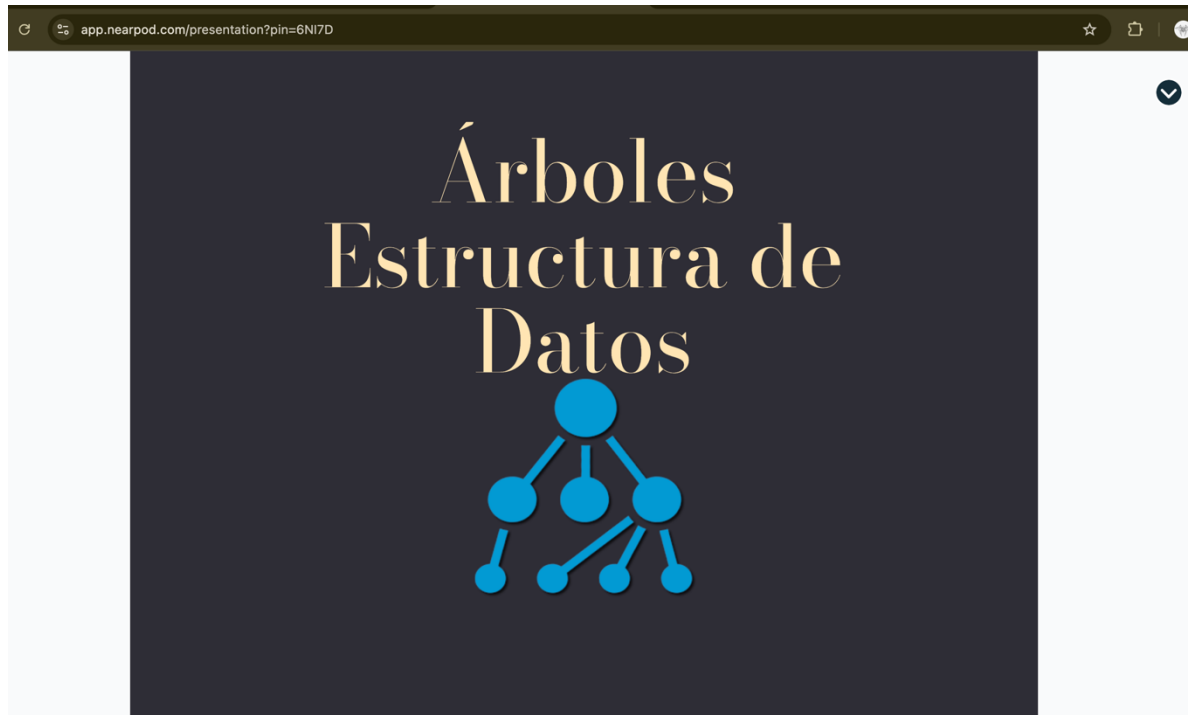 app.nearpod.com/presentation?pin=6NI7D
Árboles
Estructura de
Datos